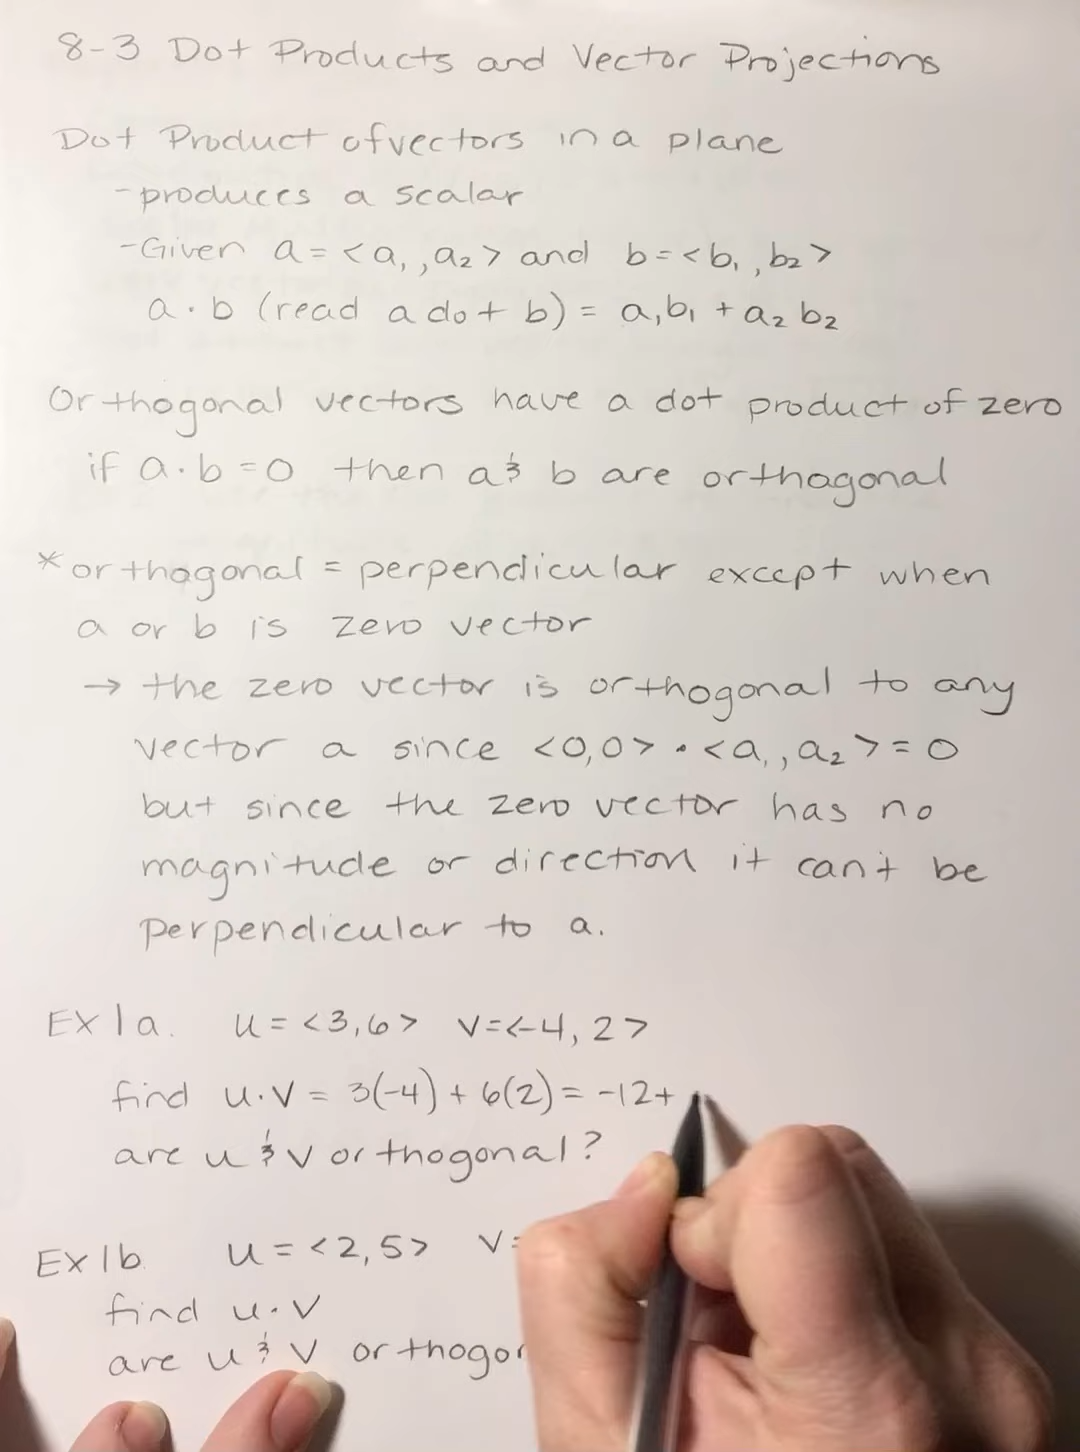 8-3 Dot Products and Vector Projections
Dot Product of vectors in a plane
-produces a scalar
-Given a=<a₁,a₂> and b=<b₁,b₂>
a·b (read a dot b) = a₁b₁ + a₂b₂
Orthogonal vectors have a dot product of zero
if a·b=0 then a & b are orthagonal
*orthagonal = perpendicular except when
a or b is zero vector
→ the zero vector is orthogonal to any
vector a since <0,0> · <a₁,a₂>=0
but since the zero vector has no
magnitude or direction it can't be
perpendicular to a.
EX 1a. u=<3,6> v=<-4,2>
find u·v = 3(-4) + 6(2) = -12+
are u & v orthogonal?
EX 1b u=<2,5> v=
find u·v
are u & v